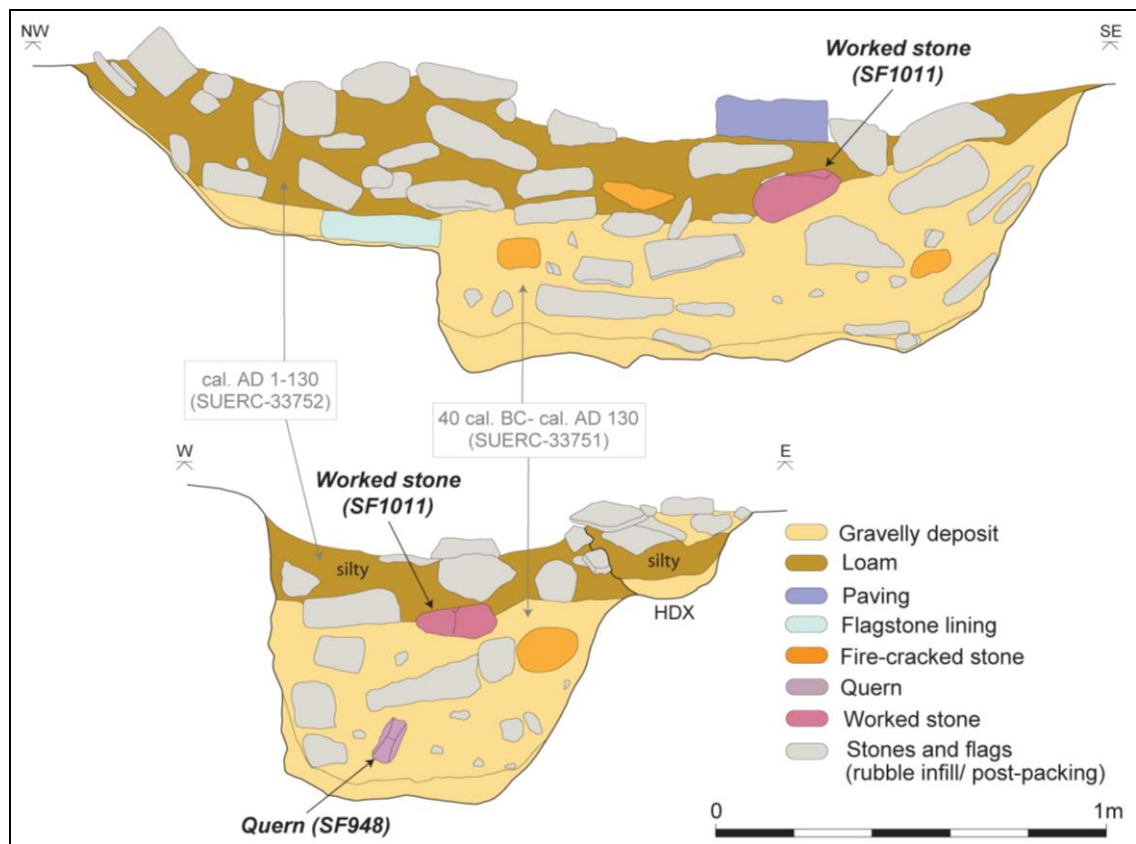 NW
SE
Worked stone
(SF1011)
cal. AD 1-130
(SUERC-33752)
40 cal. BC- cal. AD 130
(SUERC-33751)
W
E
Worked stone
(SF1011)
silty
silty
HDX
Quern (SF948)
Gravelly deposit
Loam
Paving
Flagstone lining
Fire-cracked stone
Quern
Worked stone
Stones and flags
(rubble infill/ post-packing)
0
1m